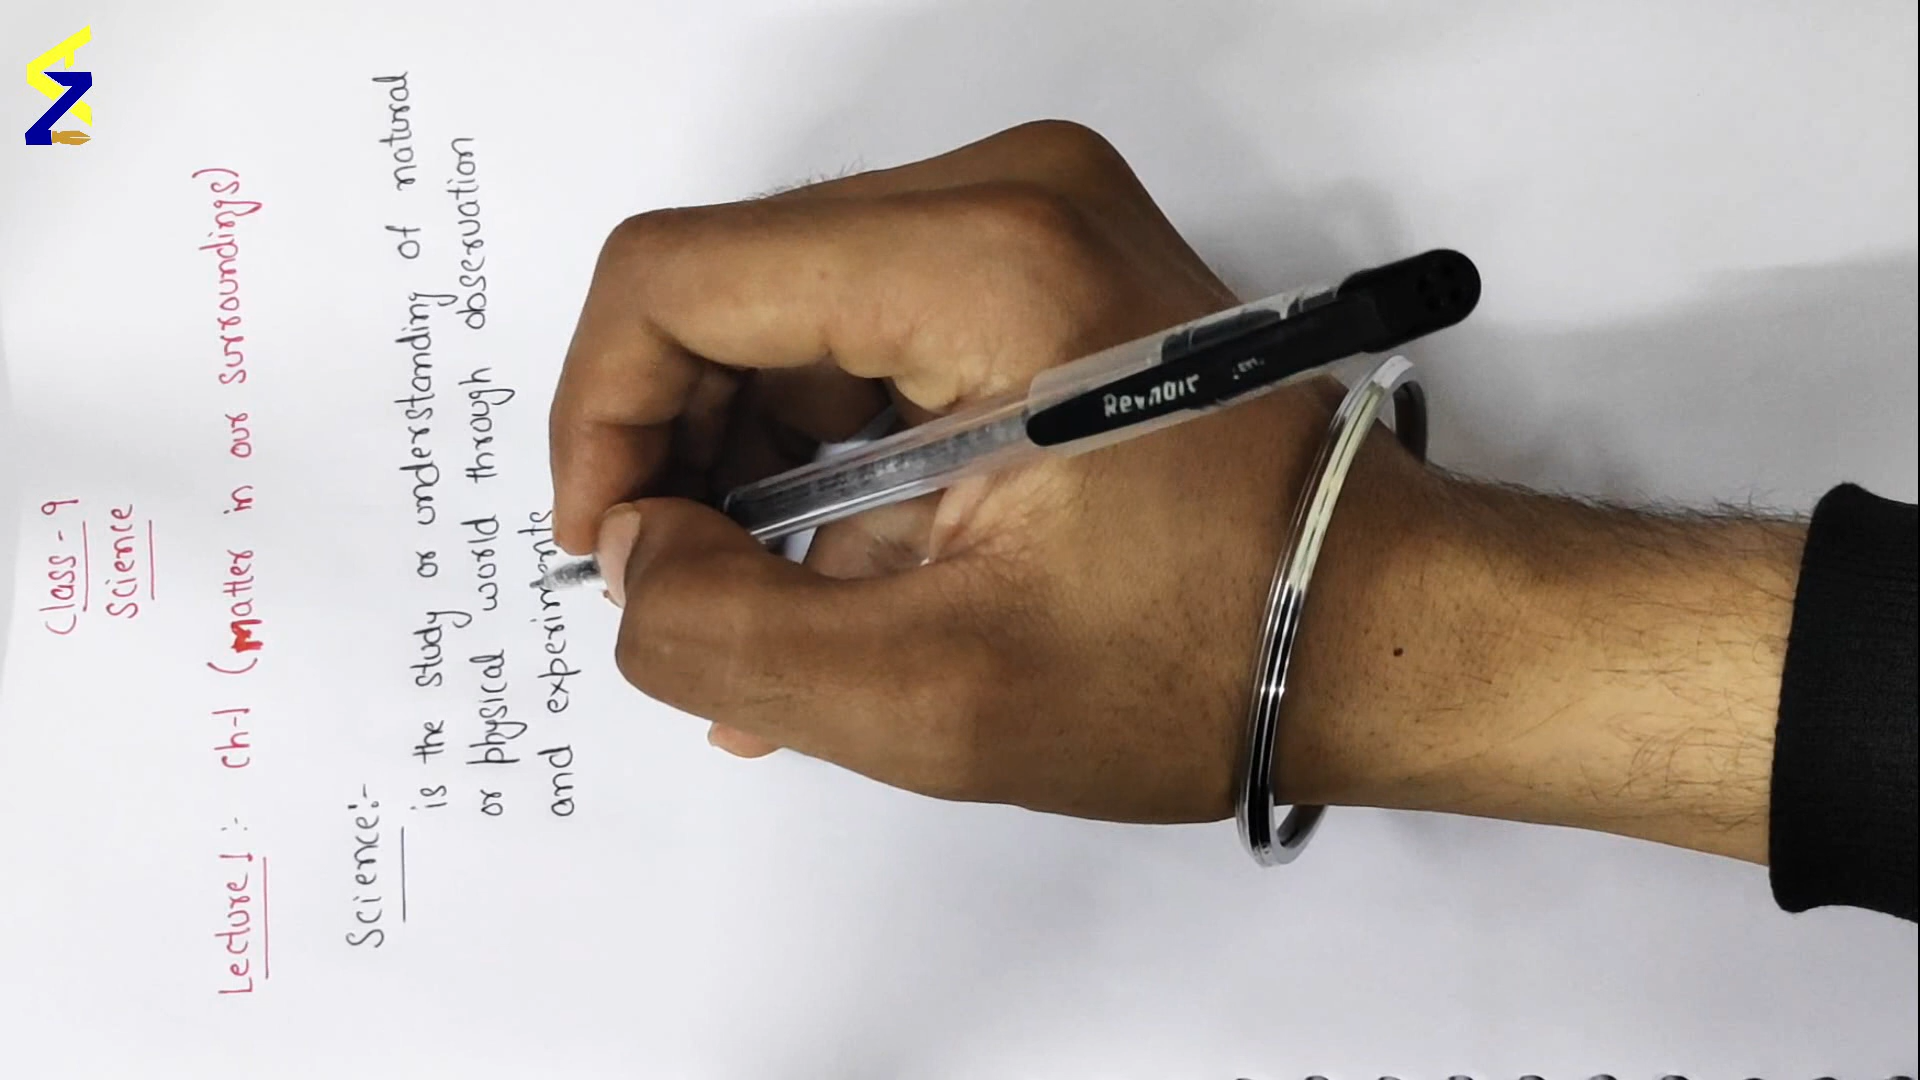 Class - 9
Science
Lecture 1 :- Ch-1 (Matter in our surroundings)
Science:-
is the study or understanding of natural
or physical world through observation
and experiments
Reynolr